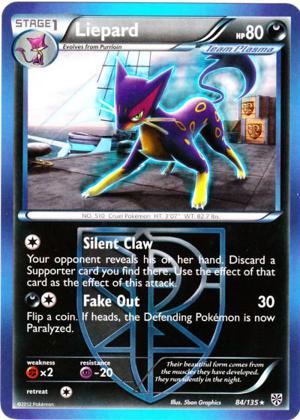 STAGE1
Liepard
HP80
Evolves from Purrloin
Team Plasma
NO. 510 Cruel Pokémon HT. 3'07" WT. 82.7 lbs.
Silent Claw
Your opponent reveals his or her hand. Discard a
Supporter card you find there. Use the effect of that
card as the effect of this attack.
Fake Out 30
Flip a coin. If heads, the Defending Pokémon is now
Paralyzed.
weakness
×2
resistance
-20
retreat
Their beautiful form comes from
the muscles they have developed.
They run silently in the night.
Illus. 5ban Graphics
84/135
©2012 Pokémon